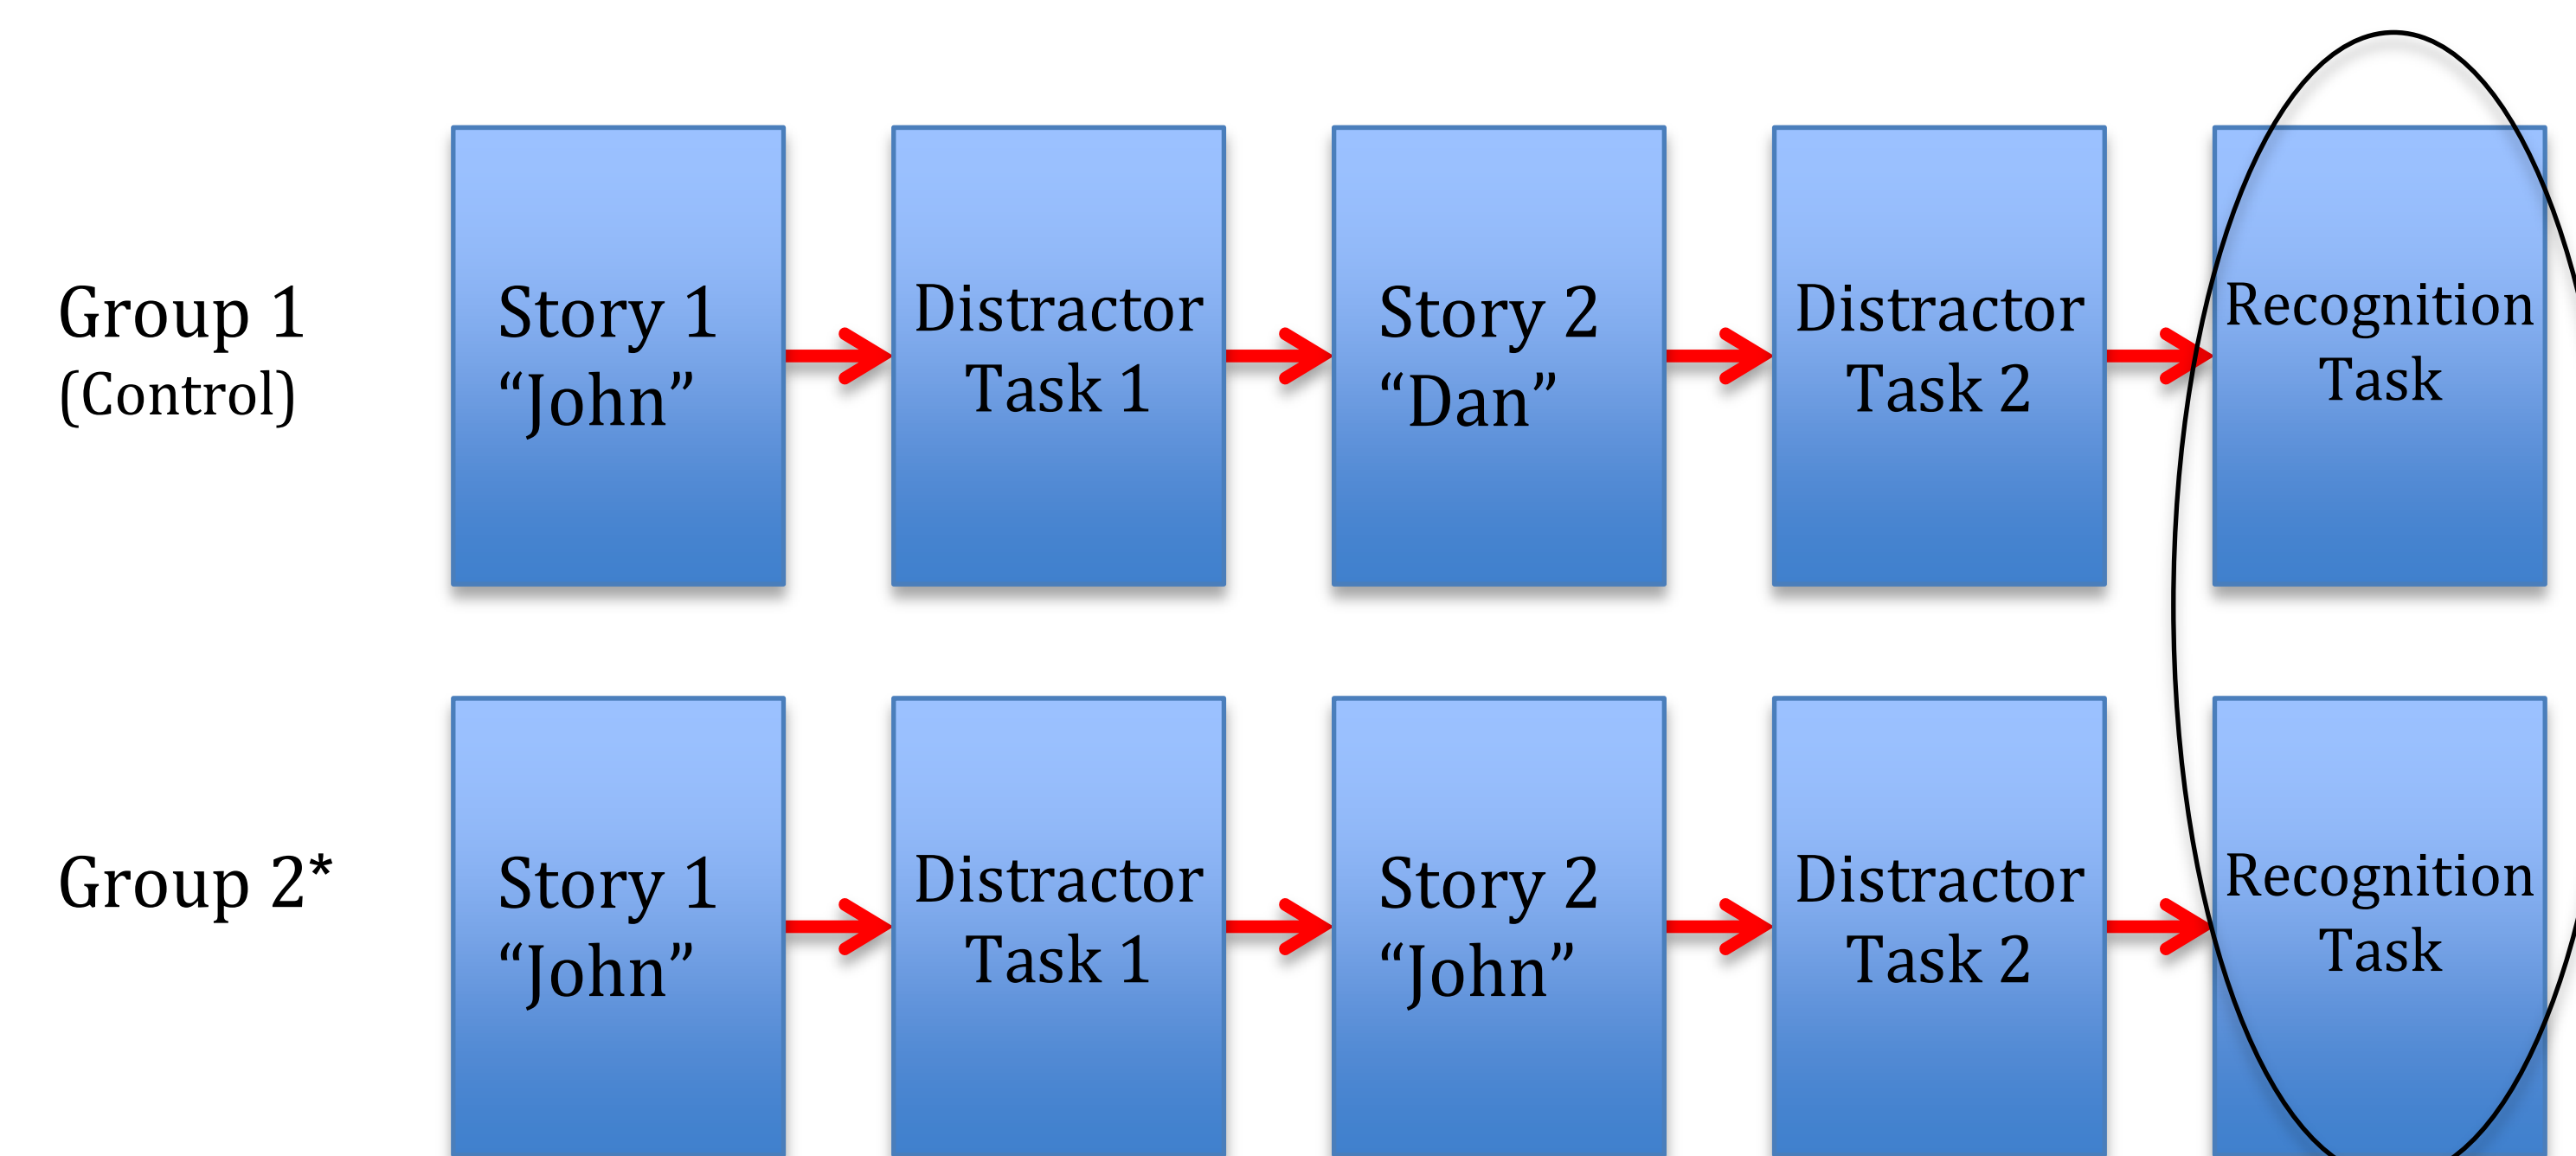 Group 1
(Control)
Story 1
“John”
Distractor
Task 1
Story 2
“Dan”
Distractor
Task 2
Recognition
Task
Group 2*
Story 1
“John”
Distractor
Task 1
Story 2
“John”
Distractor
Task 2
Recognition
Task